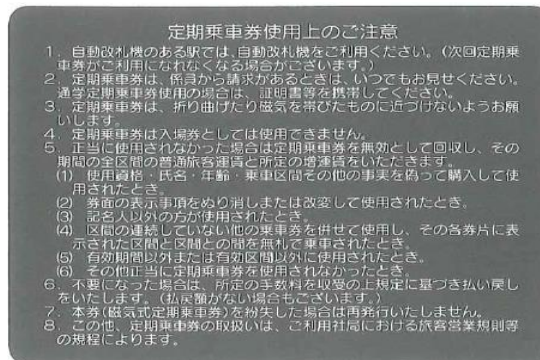 定期乗車券使用上のご注意
1．自動改札機のある駅では、自動改札機をご利用ください。（次回定期乗
車券がご利用になれなくなる場合がございます。）
2．定期乗車券は、係員から請求があるときは、いつでもお見せください。
通学定期乗車券使用の場合は、証明書等を携帯してください。
3．定期乗車券は、折り曲げたり磁気を帯びたものに近づけないようお願
いします。
4．定期乗車券は入場券としては使用できません。
5．正当に使用されなかった場合は定期乗車券を無効として回収し、その
期間の全区間の普通旅客運賃と所定の増運賃をいただきます。
(1) 使用資格・氏名・年齢・乗車区間その他の事実を偽って購入して使
用されたとき。
(2) 券面の表示事項をぬり消しまたは改変して使用されたとき。
(3) 記名人以外の方が使用されたとき。
(4) 区間の連続していない他の乗車券を併せて使用し、その各券片に表
示された区間と区間との間を無札で乗車されたとき。
(5) 有効期間以外または有効区間以外に使用されたとき。
(6) その他正当に定期乗車券を使用されなかったとき。
6．不要になった場合は、所定の手数料を収受の上規定に基づき払い戻し
をいたします。（払戻額がない場合もございます。）
7．本券(磁気式定期乗車券)を紛失した場合は再発行いたしません。
8．この他、定期乗車券の取扱いは、ご利用社局における旅客営業規則等
の規程によります。